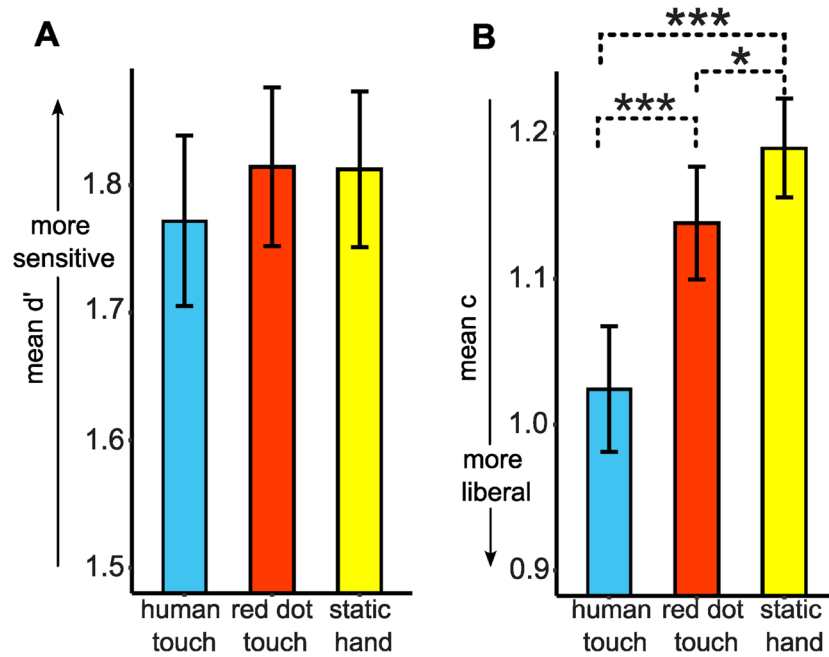 A
1.8
1.7
1.6
1.5
more
sensitive
mean d'
human
touch
red dot
touch
static
hand
B
***
*
***
1.2
1.1
1.0
0.9
mean c
more
liberal
human
touch
red dot
touch
static
hand